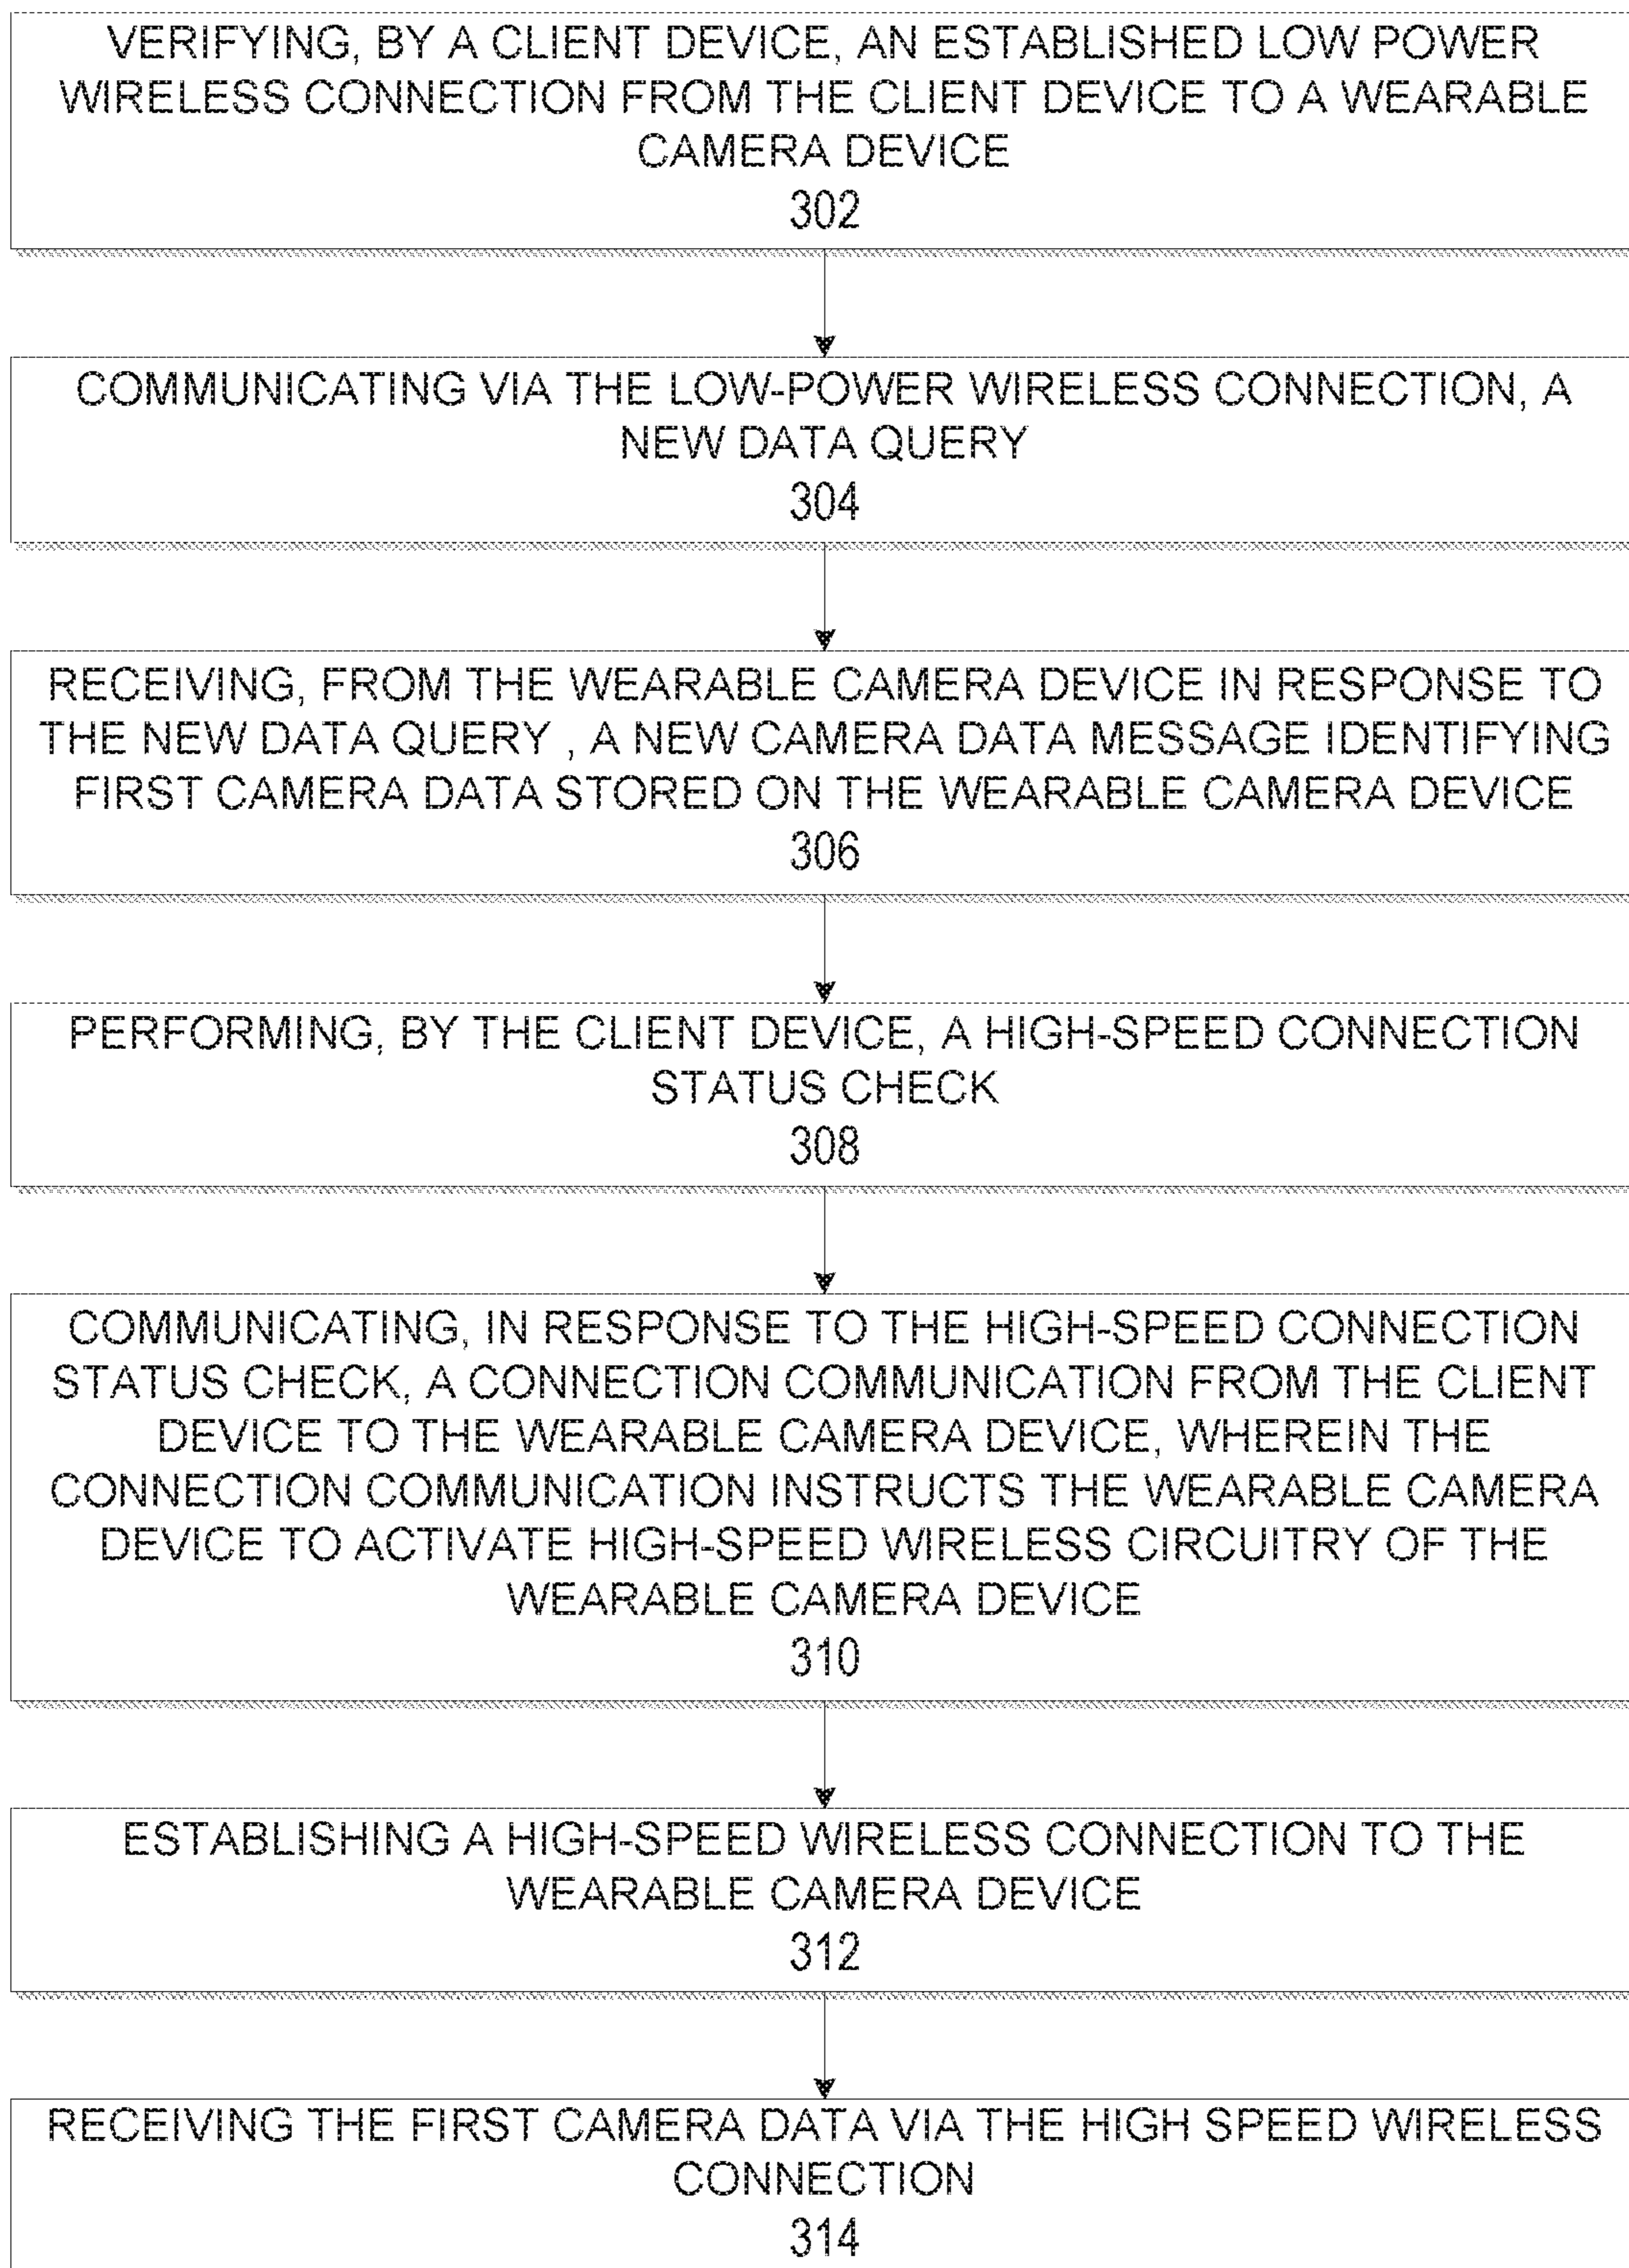 VERIFYING, BY A CLIENT DEVICE, AN ESTABLISHED LOW POWER
WIRELESS CONNECTION FROM THE CLIENT DEVICE TO A WEARABLE
CAMERA DEVICE
302
COMMUNICATING VIA THE LOW-POWER WIRELESS CONNECTION, A
NEW DATA QUERY
304
RECEIVING, FROM THE WEARABLE CAMERA DEVICE IN RESPONSE TO
THE NEW DATA QUERY , A NEW CAMERA DATA MESSAGE IDENTIFYING
FIRST CAMERA DATA STORED ON THE WEARABLE CAMERA DEVICE
306
PERFORMING, BY THE CLIENT DEVICE, A HIGH-SPEED CONNECTION
STATUS CHECK
308
COMMUNICATING, IN RESPONSE TO THE HIGH-SPEED CONNECTION
STATUS CHECK, A CONNECTION COMMUNICATION FROM THE CLIENT
DEVICE TO THE WEARABLE CAMERA DEVICE, WHEREIN THE
CONNECTION COMMUNICATION INSTRUCTS THE WEARABLE CAMERA
DEVICE TO ACTIVATE HIGH-SPEED WIRELESS CIRCUITRY OF THE
WEARABLE CAMERA DEVICE
310
ESTABLISHING A HIGH-SPEED WIRELESS CONNECTION TO THE
WEARABLE CAMERA DEVICE
312
RECEIVING THE FIRST CAMERA DATA VIA THE HIGH SPEED WIRELESS
CONNECTION
314